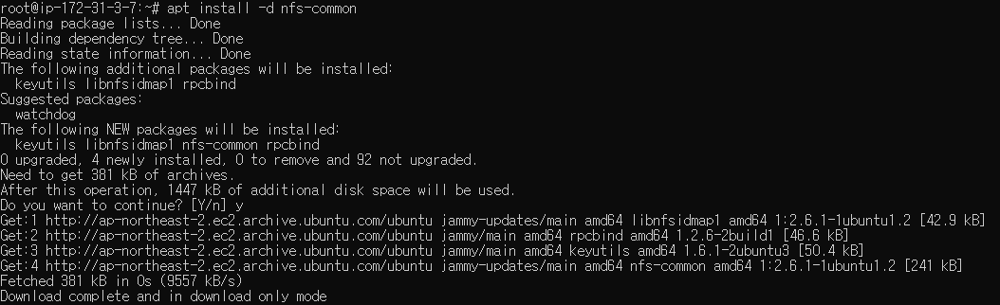 root@ip-172-31-3-7:~# apt install -d nfs-common
Reading package lists... Done
Building dependency tree... Done
Reading state information... Done
The following additional packages will be installed:
  keyutils libnfsidmap1 rpcbind
Suggested packages:
  watchdog
The following NEW packages will be installed:
  keyutils libnfsidmap1 nfs-common rpcbind
0 upgraded, 4 newly installed, 0 to remove and 92 not upgraded.
Need to get 381 kB of archives.
After this operation, 1447 kB of additional disk space will be used.
Do you want to continue? [Y/n] y
Get:1 http://ap-northeast-2.ec2.archive.ubuntu.com/ubuntu jammy-updates/main amd64 libnfsidmap1 amd64 1:2.6.1-1ubuntu1.2 [42.9 kB]
Get:2 http://ap-northeast-2.ec2.archive.ubuntu.com/ubuntu jammy/main amd64 rpcbind amd64 1.2.6-2build1 [46.6 kB]
Get:3 http://ap-northeast-2.ec2.archive.ubuntu.com/ubuntu jammy/main amd64 keyutils amd64 1.6.1-2ubuntu3 [50.4 kB]
Get:4 http://ap-northeast-2.ec2.archive.ubuntu.com/ubuntu jammy-updates/main amd64 nfs-common amd64 1:2.6.1-1ubuntu1.2 [241 kB]
Fetched 381 kB in 0s (9557 kB/s)
Download complete and in download only mode